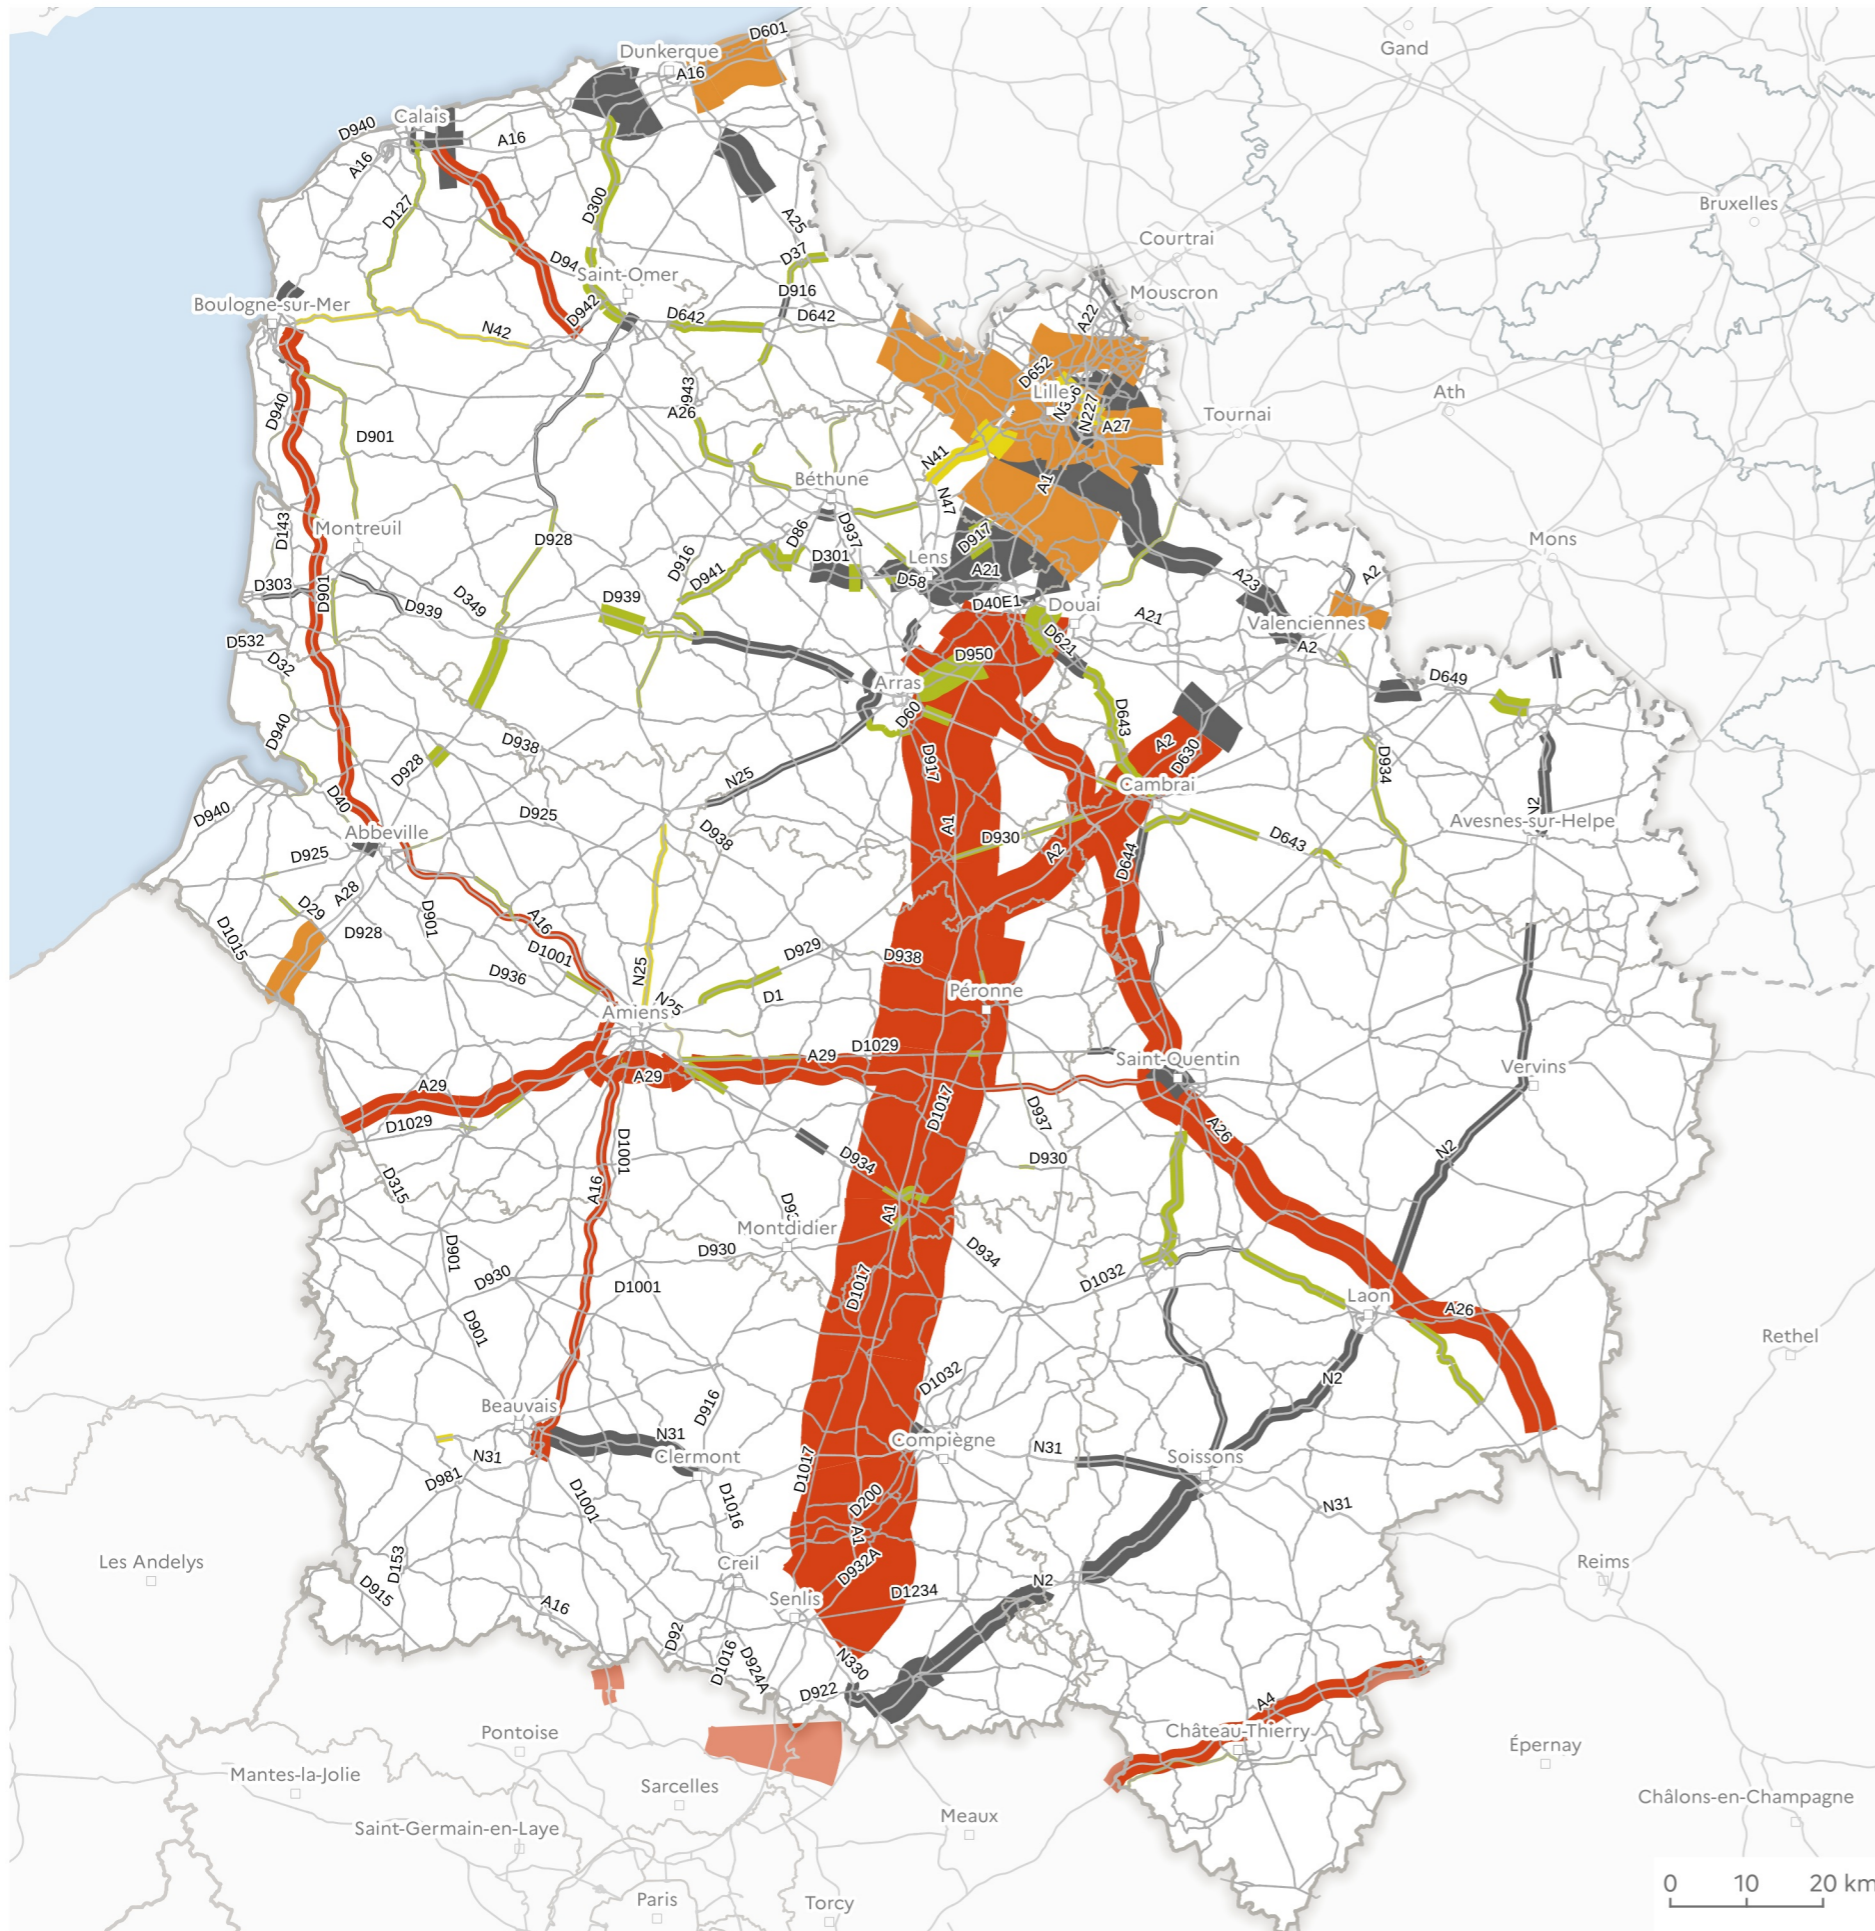 D601
Dunkerque
A16
Gand
Calais
D940
A16
A16
Bruxelles
D127
D300
A25
Courtrai
D37
D94
Saint-Omer
D916
Mouscron
Boulogne-sur-Mer
D942
D642
D642
A22
N42
D652
Lille
Ath
D940
A26
N227
A27
Tournai
D901
N41
A1
Béthune
N47
D143
Montreuil
D86
D937
D917
D928
Mons
D916
D301
Lens
A21
D58
A23
A2
D303
D901
D941
D939
D349
D939
D40E1
Douai
A21
Valenciennes
D532
D32
D621
A2
D950
D649
Arras
D60
D643
D940
D938
A2
D630
D917
D934
D928
N25
Cambrai
D40
D940
D925
D938
A1
D930
N2
Avesnes-sur-Helpe
Abbeville
D643
D925
A2
D644
A28
D29
D901
A16
D1015
D928
D1001
D929
D938
D936
N25
N25
D1
Péronne
Amiens
D1029
A29
Saint-Quentin
Vervins
A29
A29
D1017
D937
D1029
D1001
A26
N2
D934
D930
D315
A16
A1
Montdidier
D901
D930
D934
D930
D1001
D1017
D1032
Laon
A26
D901
Rethel
D1032
N2
Beauvais
D916
N31
Compiègne
N31
Clermont
N31
Soissons
D981
D1017
D1001
D1016
D200
N31
A1
Les Andelys
D153
Creil
D932A
Reims
D915
Senlis
D1234
N2
A16
D92
D1016
D924A
N330
D922
A4
Pontoise
Château-Thierry
Épernay
Mantes-la-Jolie
Sarcelles
Châlons-en-Champagne
Meaux
Saint-Germain-en-Laye
0 10 20 km
Paris
Torcy